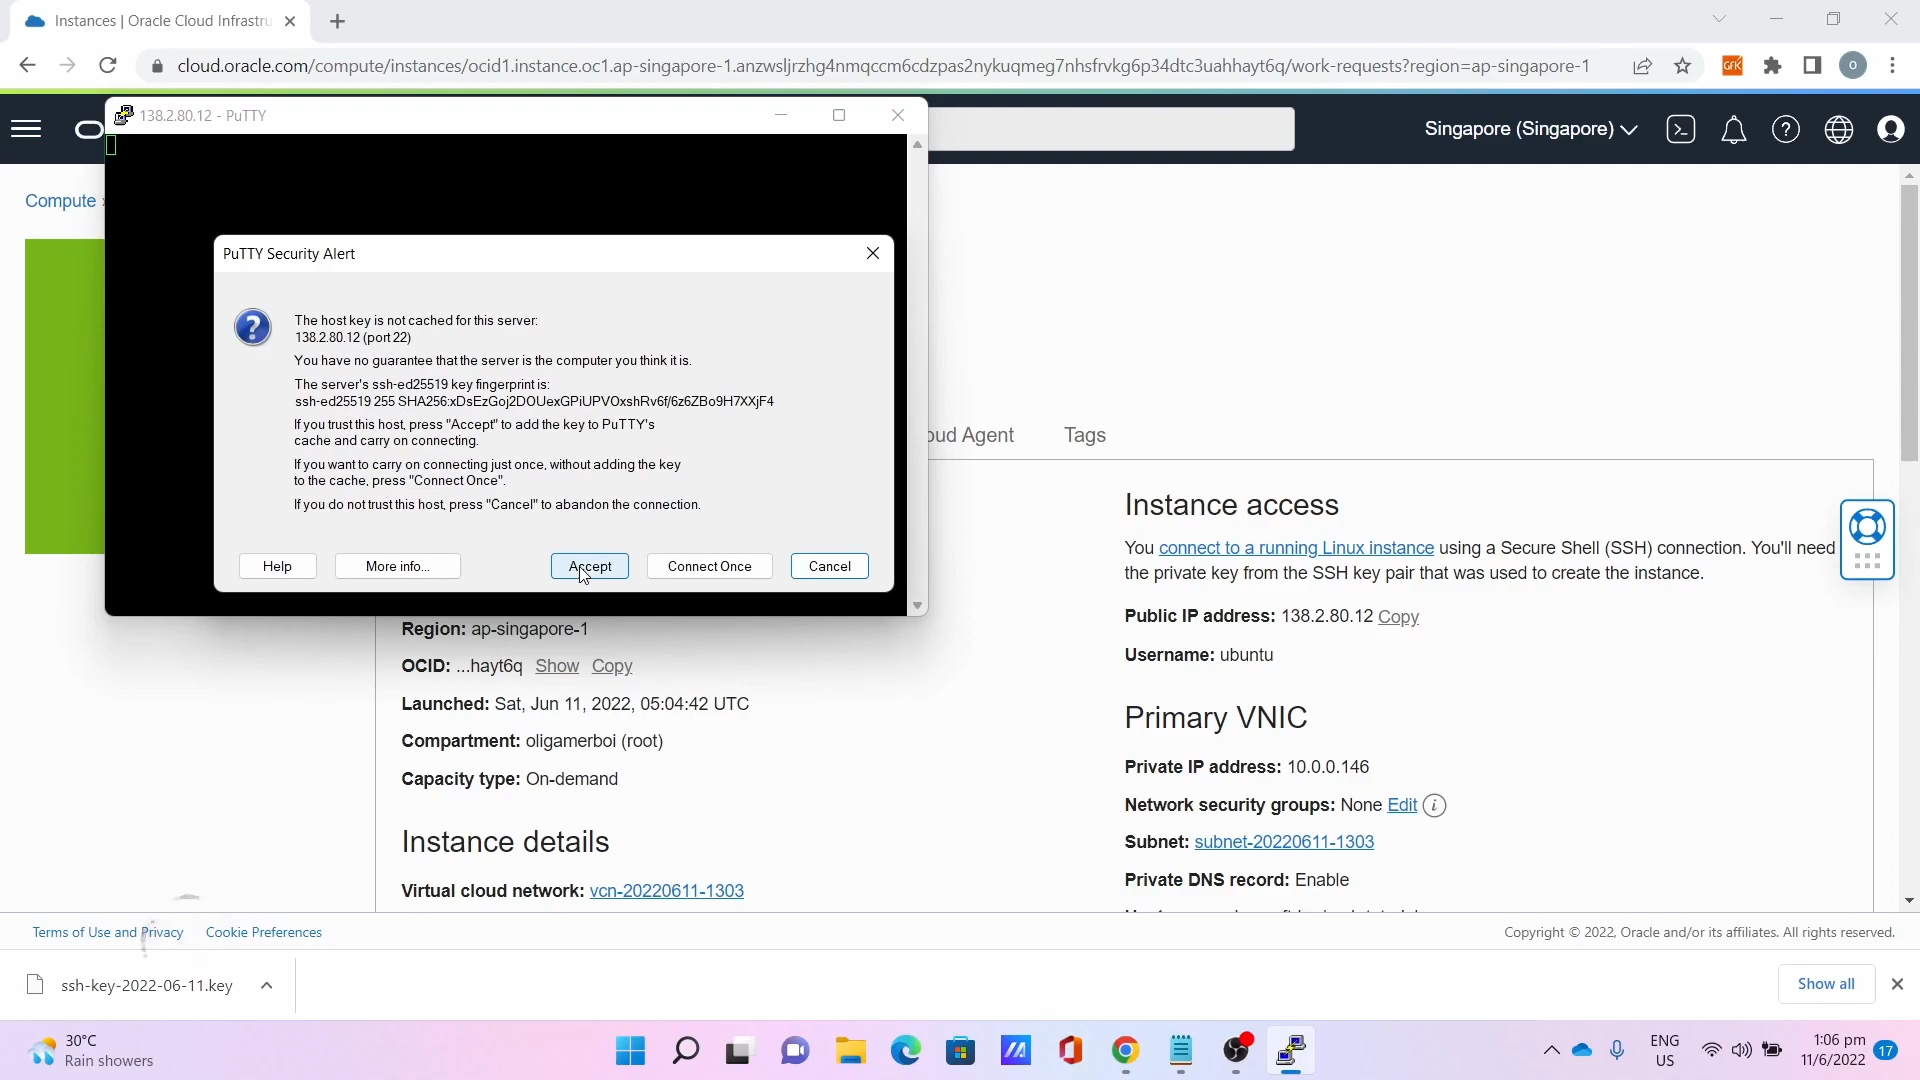 Instances | Oracle Cloud Infrastru
cloud.oracle.com/compute/instances/ocid1.instance.oc1.ap-singapore-1.anzwsljrzhg4nmqccm6cdzpas2nykuqmeg7nhsfrvkg6p34dtc3uahhayt6q/work-requests?region=ap-singapore-1
GFK
O
138.2.80.12 - PuTTY
Singapore (Singapore)
Compute ›
PuTTY Security Alert
The host key is not cached for this server:
138.2.80.12 (port 22)
You have no guarantee that the server is the computer you think it is.
The server's ssh-ed25519 key fingerprint is:
ssh-ed25519 255 SHA256:xDsEzGoj2DOUexGPiUPVOxshRv6f/6z6ZBo9H7XXjF4
If you trust this host, press "Accept" to add the key to PuTTY's
cache and carry on connecting.
If you want to carry on connecting just once, without adding the key
to the cache, press "Connect Once".
If you do not trust this host, press "Cancel" to abandon the connection.
Help
More info...
Accept
Connect Once
Cancel
oud Agent
Tags
Region: ap-singapore-1
OCID: ...hayt6q Show Copy
Launched: Sat, Jun 11, 2022, 05:04:42 UTC
Compartment: oligamerboi (root)
Capacity type: On-demand
Instance details
Virtual cloud network: vcn-20220611-1303
Instance access
You connect to a running Linux instance using a Secure Shell (SSH) connection. You'll need
the private key from the SSH key pair that was used to create the instance.
Public IP address: 138.2.80.12 Copy
Username: ubuntu
Primary VNIC
Private IP address: 10.0.0.146
Network security groups: None Edit
Subnet: subnet-20220611-1303
Private DNS record: Enable
Terms of Use and Privacy
Cookie Preferences
Copyright © 2022, Oracle and/or its affiliates. All rights reserved.
ssh-key-2022-06-11.key
Show all
30°C
Rain showers
ENG
US
1:06 pm
11/6/2022
17